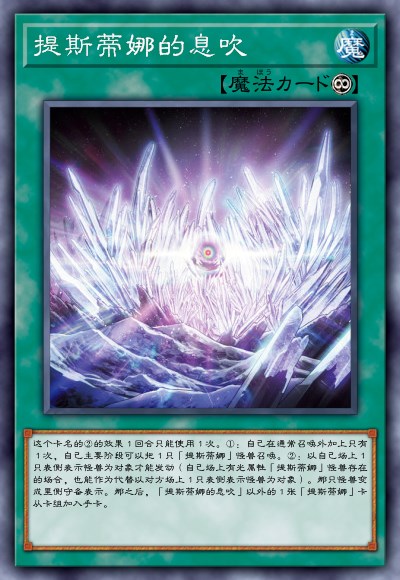 提斯蒂娜的息吹
魔
【魔法カード】
まほう
这个卡名的②的效果1回合只能使用1次。①：自己在通常召唤外加上只有
1次，自己主要阶段可以把1只「提斯蒂娜」怪兽召唤。②：以自己场上1
只表侧表示怪兽为对象才能发动（自己场上有光属性「提斯蒂娜」怪兽存在
的场合，也能作为代替以对方场上1只表侧表示怪兽为对象）。那只怪兽变
成里侧守备表示。那之后，「提斯蒂娜的息吹」以外的1张「提斯蒂娜」卡
从卡组加入手卡。